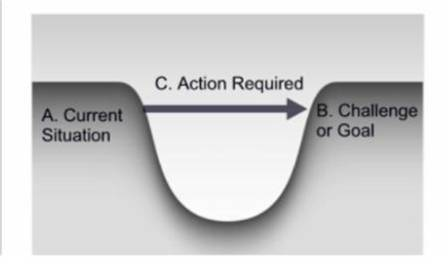 C. Action Required
A. Current
Situation
B. Challenge
or Goal